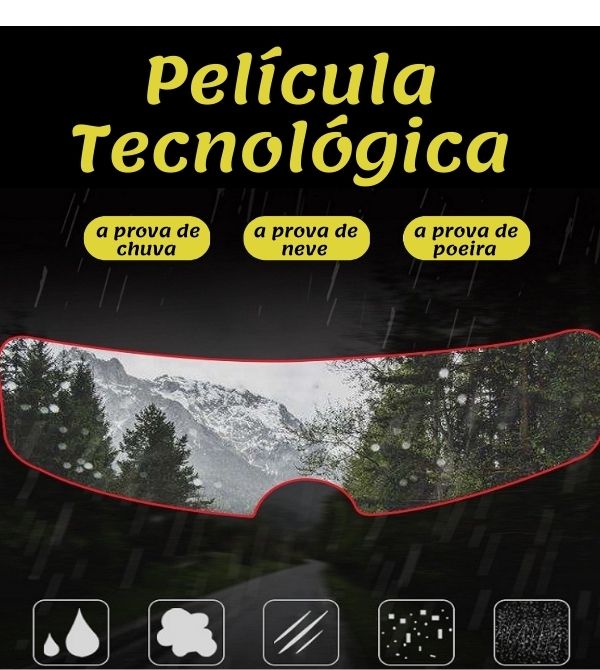 Película
Tecnológica
a prova de
chuva
a prova de
neve
a prova de
poeira